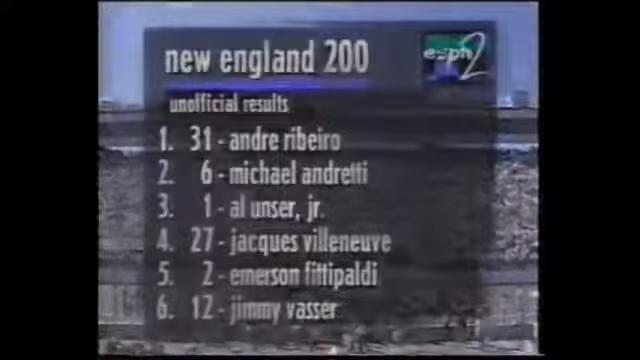 new england 200
espn2
unofficial results
1. 31 - andre ribeiro
2. 6 - michael andretti
3. 1 - al unser, jr.
4. 27 - jacques villeneuve
5. 2 - emerson fittipaldi
6. 12 - jimmy vasser